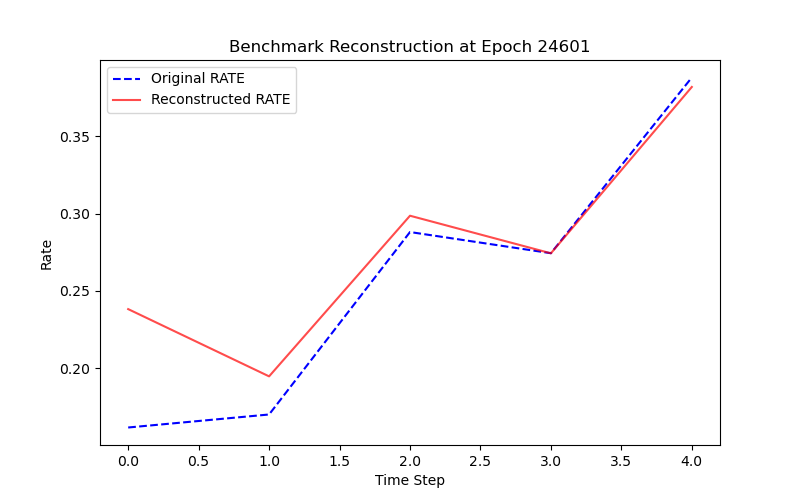 Benchmark Reconstruction at Epoch 24601
Original RATE
Reconstructed RATE
Rate
0.35
0.30
0.25
0.20
0.0 0.5 1.0 1.5 2.0 2.5 3.0 3.5 4.0
Time Step